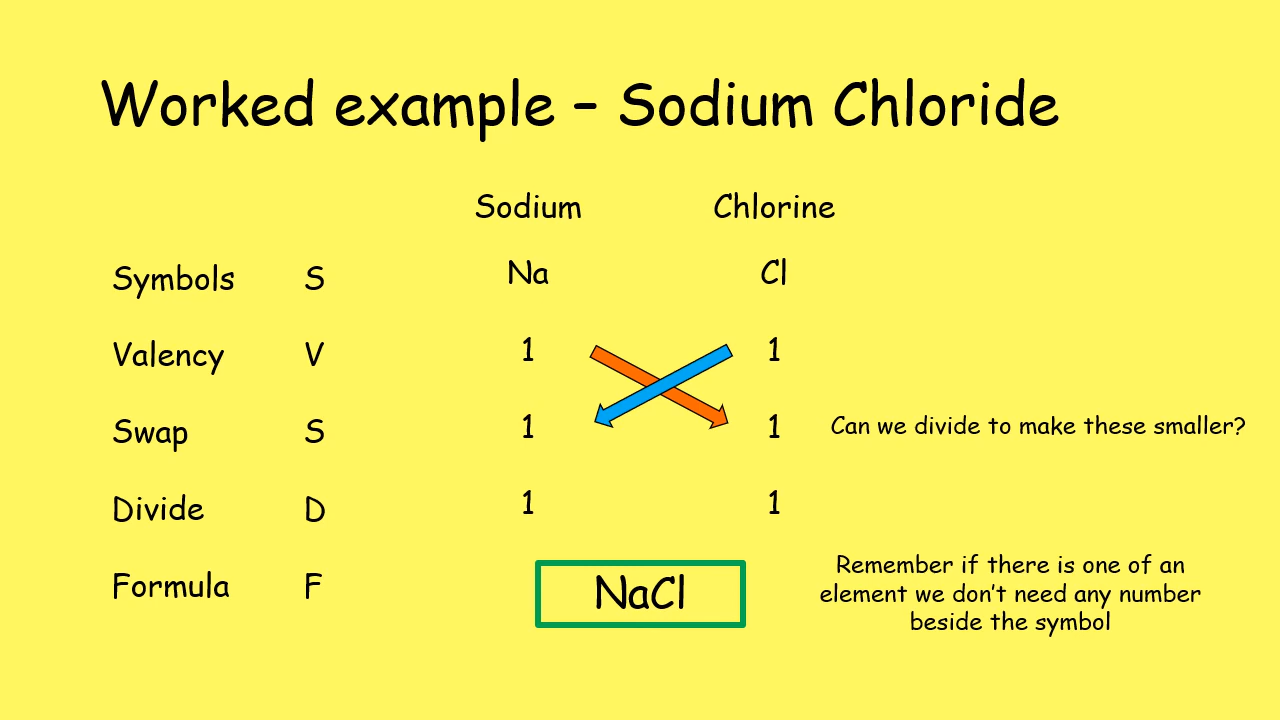 Worked example – Sodium Chloride
Sodium Chlorine
Symbols S Na Cl
Valency V 1 1
Swap S 1 1 Can we divide to make these smaller?
Divide D 1 1
Formula F NaCl
Remember if there is one of an
element we don’t need any number
beside the symbol